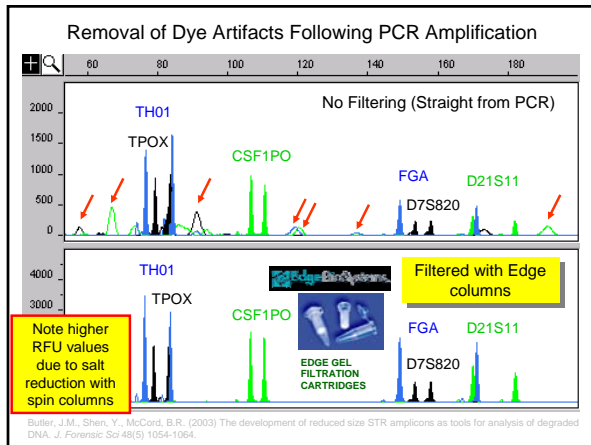 Removal of Dye Artifacts Following PCR Amplification
60 80 100 120 140 160 180
No Filtering (Straight from PCR)
2000
1500
1000
500
0
TH01
TPOX
CSF1PO
FGA
D7S820
D21S11
4000
3000
TH01
TPOX
CSF1PO
EdgeBioSystems
EDGE GEL
FILTRATION
CARTRIDGES
Filtered with Edge
columns
FGA
D7S820
D21S11
Note higher
RFU values
due to salt
reduction with
spin columns
Butler, J.M., Shen, Y., McCord, B.R. (2003) The development of reduced size STR amplicons as tools for analysis of degraded
DNA. J. Forensic Sci 48(5) 1054-1064.